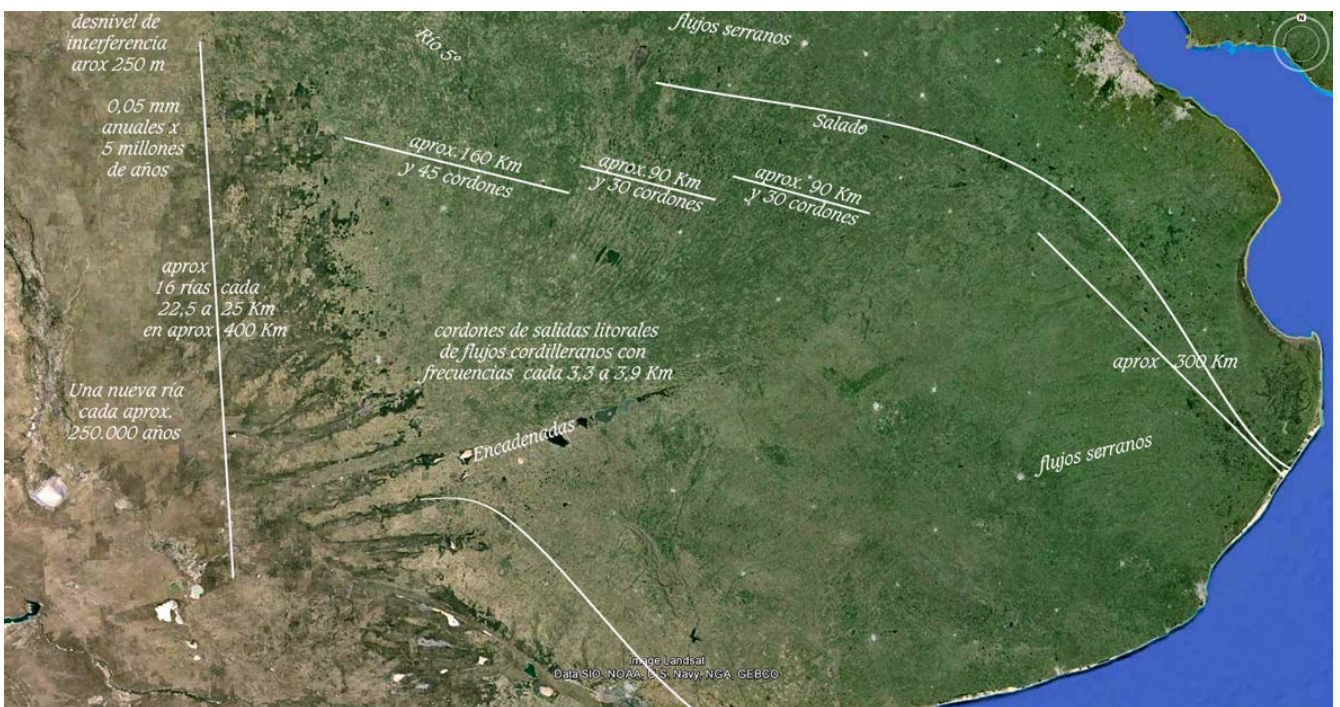 desnivel de
interferencia
arox 250 m
Río 5º
flujos serranos
N
0,05 mm
anuales x
5 millones
de años
Salado
aprox. 160 Km
y 45 cordones
aprox. 90 Km
y 30 cordones
aprox. 90 Km
y 30 cordones
aprox
16 rías cada
22,5 a 25 Km
en aprox 400 Km
cordones de salidas litorales
de flujos cordilleranos con
frecuencias cada 3,3 a 3,9 Km
aprox 300 Km
Una nueva ría
cada aprox.
250.000 años
Encadenadas
flujos serranos
Image Landsat
Data SIO, NOAA, U.S. Navy, NGA, GEBCO